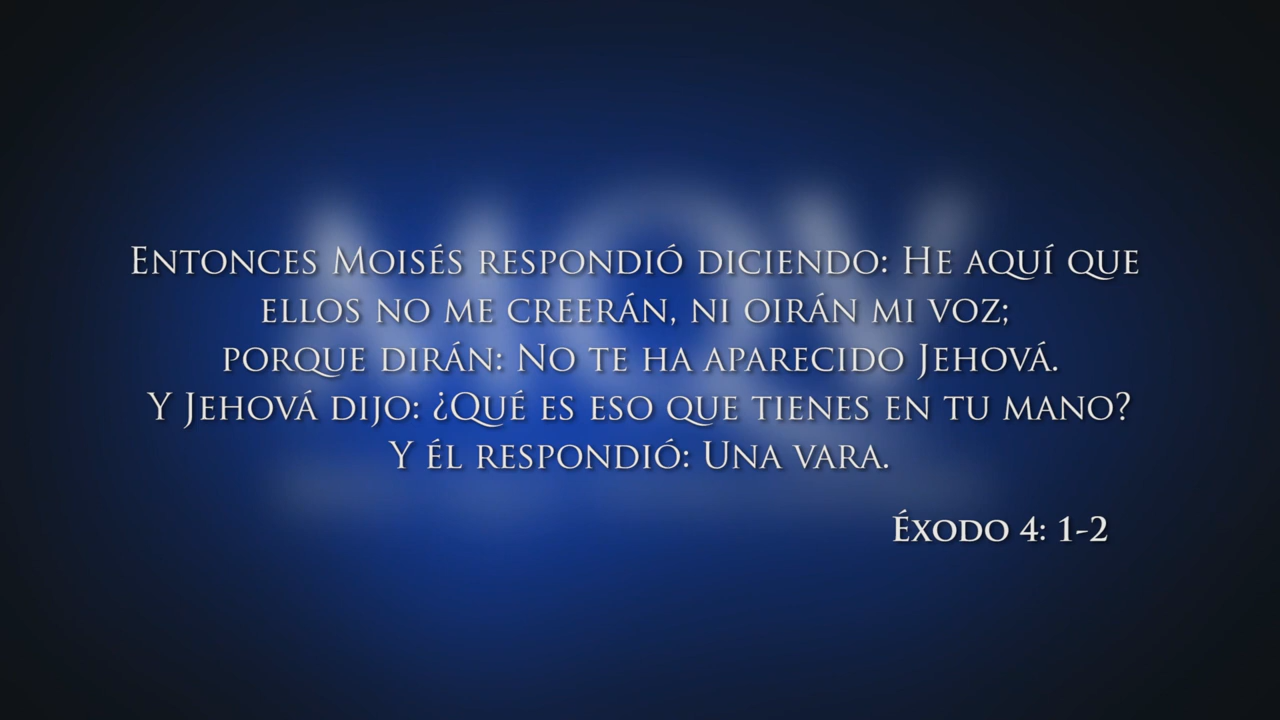 Entonces Moisés respondió diciendo: He aquí que
ellos no me creerán, ni oirán mi voz;
porque dirán: No te ha aparecido Jehová.
Y Jehová dijo: ¿Qué es eso que tienes en tu mano?
Y él respondió: Una vara.
Éxodo 4: 1-2